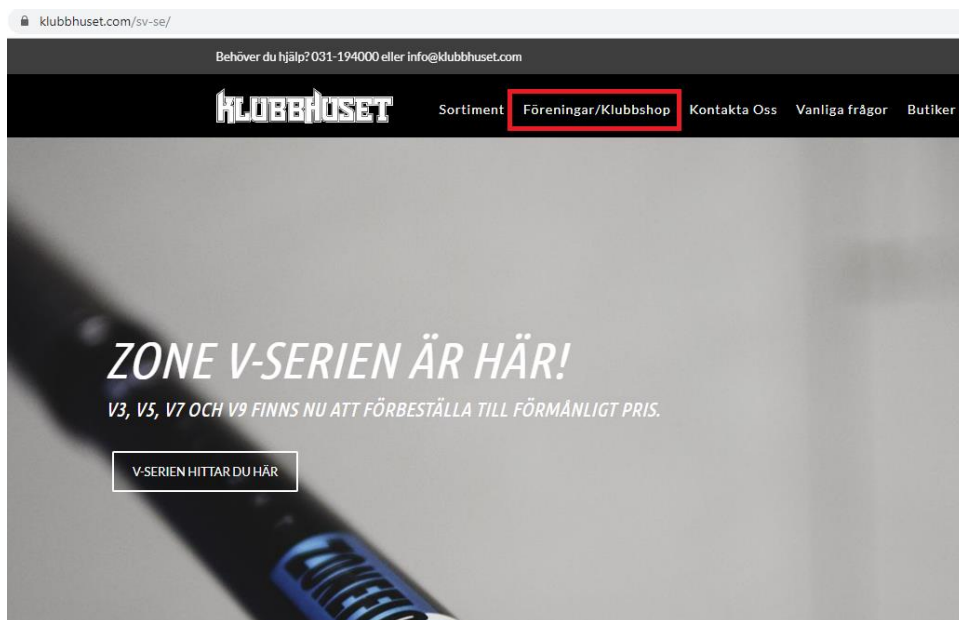 klubbhuset.com/sv-se/
Behöver du hjälp? 031-194000 eller info@klubbhuset.com
KLUBBHUSET Sortiment Föreningar/Klubbshop Kontakta Oss Vanliga frågor Butiker
ZONE V-SERIEN ÄR HÄR!
V3, V5, V7 OCH V9 FINNS NU ATT FÖRBESTÄLLA TILL FÖRMÅNLIGT PRIS.
V-SERIEN HITTAR DU HÄR